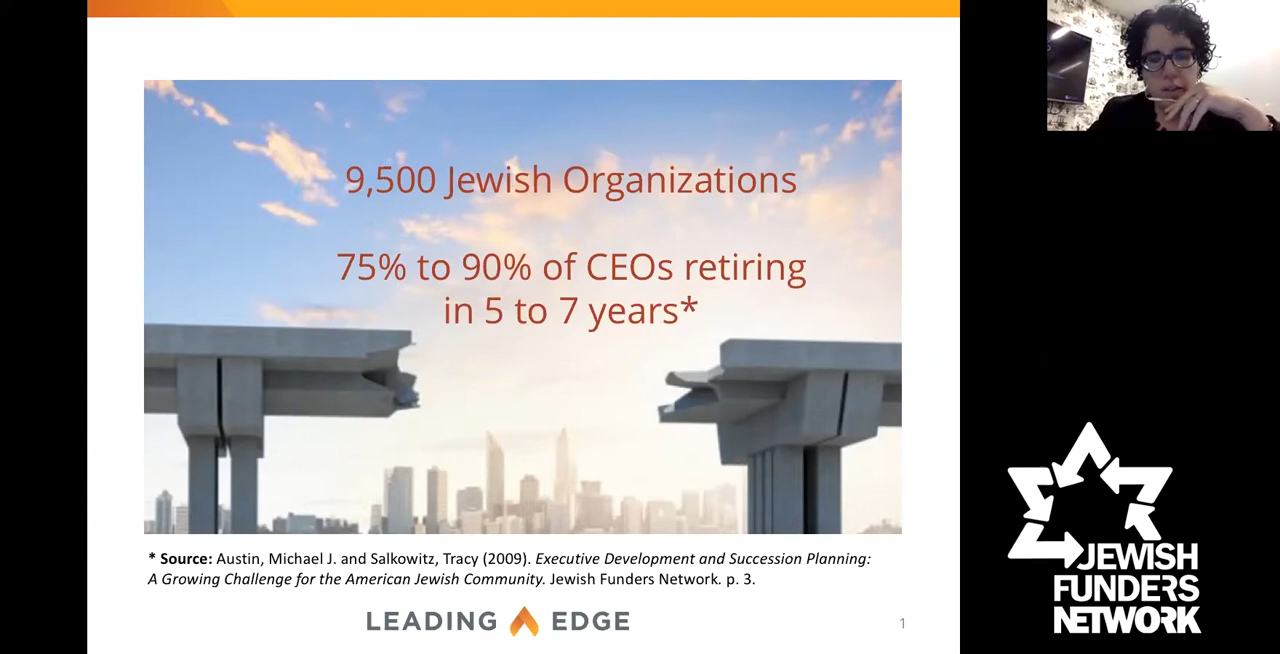 9,500 Jewish Organizations
75% to 90% of CEOs retiring
in 5 to 7 years*
* Source: Austin, Michael J. and Salkowitz, Tracy (2009). Executive Development and Succession Planning:
A Growing Challenge for the American Jewish Community. Jewish Funders Network. p. 3.
LEADING EDGE
1
JEWISH
FUNDERS
NETWORK